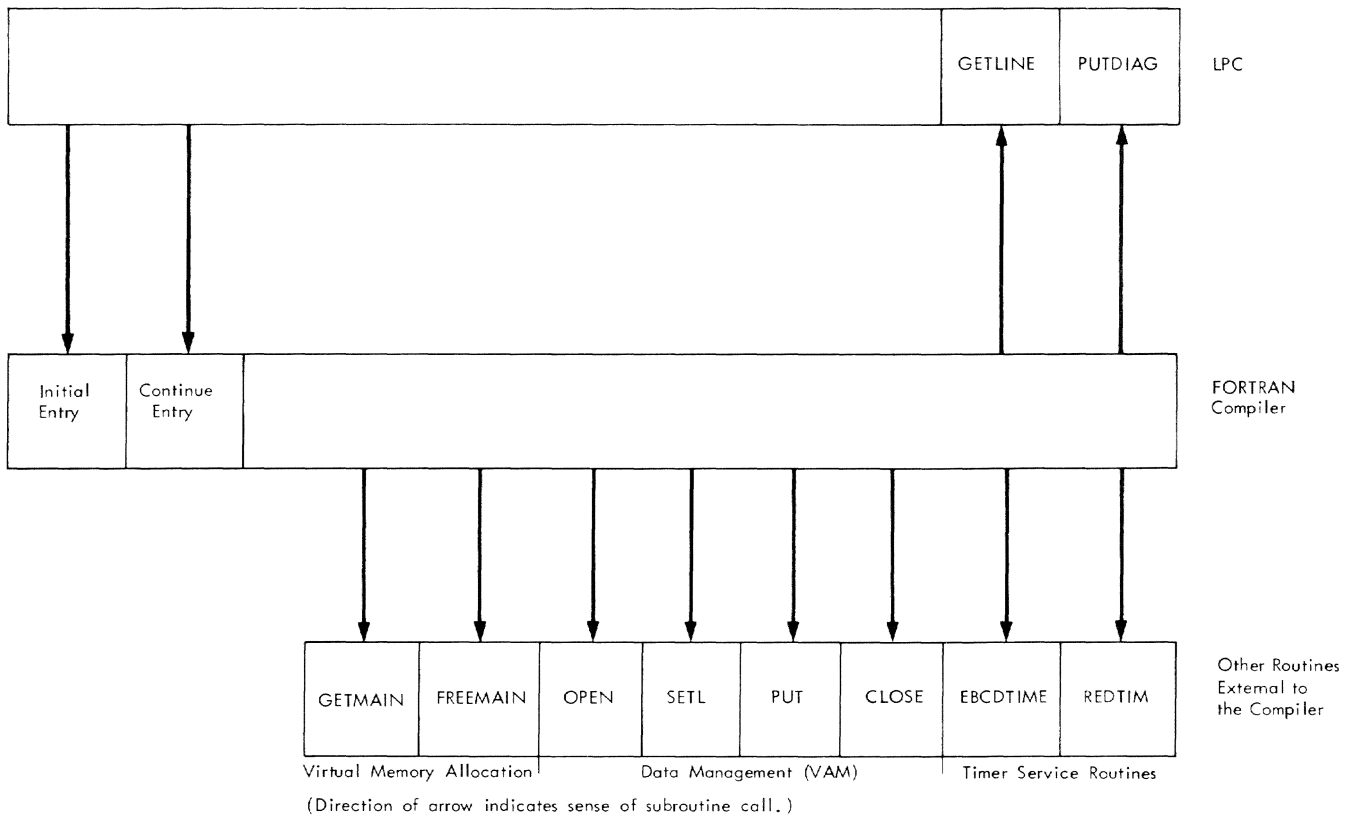 GETLINE PUTDIAG LPC
Initial
Entry
Continue
Entry
FORTRAN
Compiler
GETMAIN FREEMAIN OPEN SETL PUT CLOSE EBCDTIME REDTIM
Other Routines
External to
the Compiler
Virtual Memory Allocation Data Management (VAM) Timer Service Routines
(Direction of arrow indicates sense of subroutine call.)